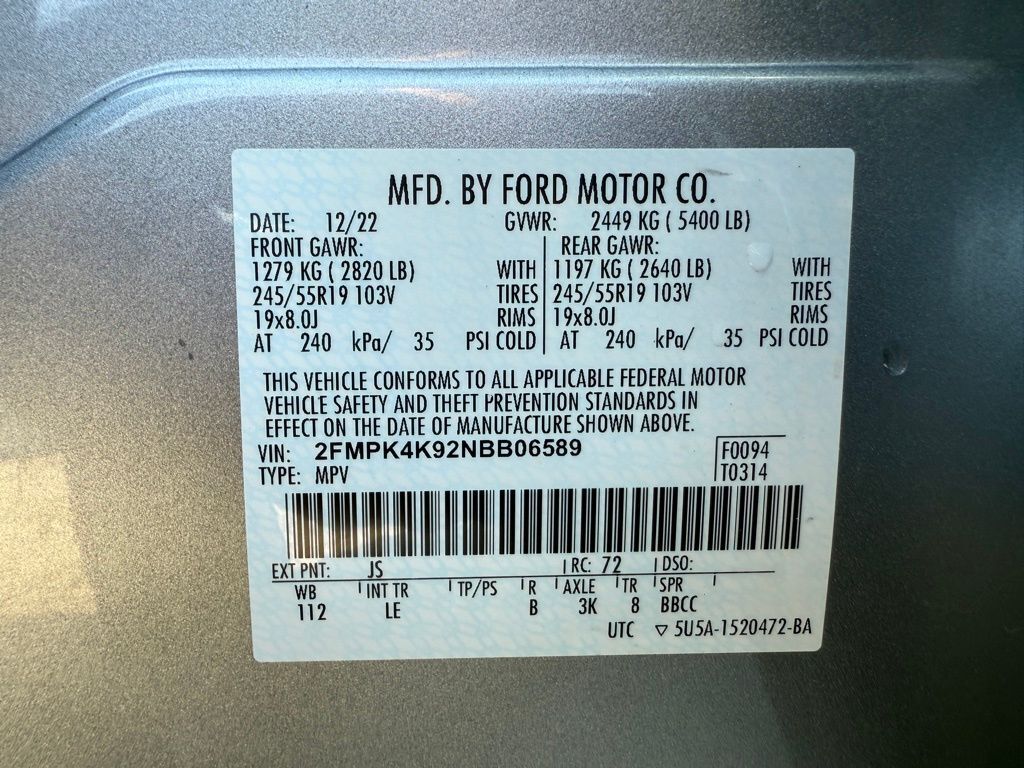 MFD. BY FORD MOTOR CO.
DATE: 12/22 GVWR: 2449 KG ( 5400 LB)
FRONT GAWR: REAR GAWR:
1279 KG ( 2820 LB) WITH 1197 KG ( 2640 LB) WITH
245/55R19 103V TIRES 245/55R19 103V TIRES
19x8.0J RIMS 19x8.0J RIMS
AT 240 kPa/ 35 PSI COLD AT 240 kPa/ 35 PSI COLD
THIS VEHICLE CONFORMS TO ALL APPLICABLE FEDERAL MOTOR
VEHICLE SAFETY AND THEFT PREVENTION STANDARDS IN
EFFECT ON THE DATE OF MANUFACTURE SHOWN ABOVE.
VIN: 2FMPK4K92NBB06589 F0094
TYPE: MPV T0314
EXT PNT: JS RC: 72 DSO:
WB INT TR TP/PS R AXLE TR SPR
112 LE B 3K 8 BBCC
UTC ▽ 5U5A-1520472-BA